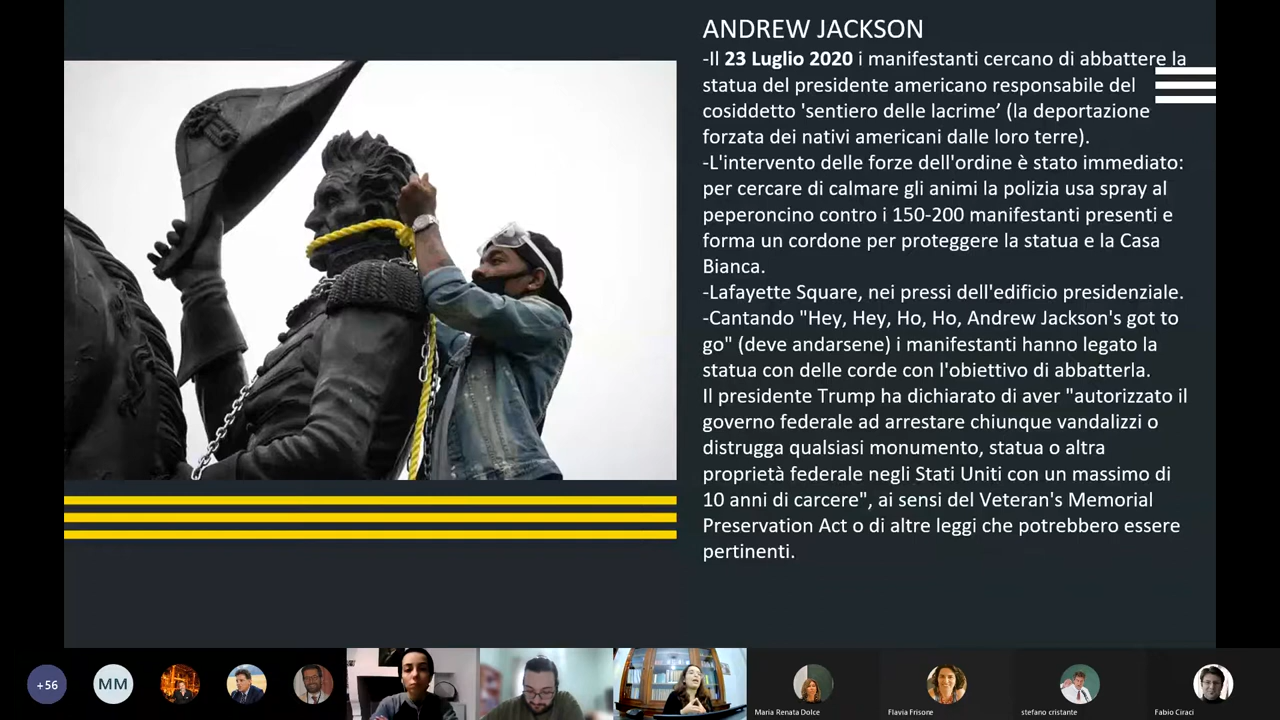 ANDREW JACKSON
-Il 23 Luglio 2020 i manifestanti cercano di abbattere la
statua del presidente americano responsabile del
cosiddetto 'sentiero delle lacrime’ (la deportazione
forzata dei nativi americani dalle loro terre).
-L'intervento delle forze dell'ordine è stato immediato:
per cercare di calmare gli animi la polizia usa spray al
peperoncino contro i 150-200 manifestanti presenti e
forma un cordone per proteggere la statua e la Casa
Bianca.
-Lafayette Square, nei pressi dell'edificio presidenziale.
-Cantando "Hey, Hey, Ho, Ho, Andrew Jackson's got to
go" (deve andarsene) i manifestanti hanno legato la
statua con delle corde con l'obiettivo di abbatterla.
Il presidente Trump ha dichiarato di aver "autorizzato il
governo federale ad arrestare chiunque vandalizzi o
distrugga qualsiasi monumento, statua o altra
proprietà federale negli Stati Uniti con un massimo di
10 anni di carcere", ai sensi del Veteran's Memorial
Preservation Act o di altre leggi che potrebbero essere
pertinenti.
+56
MM
Maria Renata Dolce
Flavia Frisone
stefano cristante
Fabio Ciraci